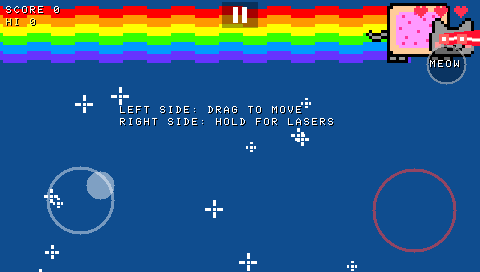 SCORE 0
HI 0
MEOW
LEFT SIDE: DRAG TO MOVE
RIGHT SIDE: HOLD FOR LASERS